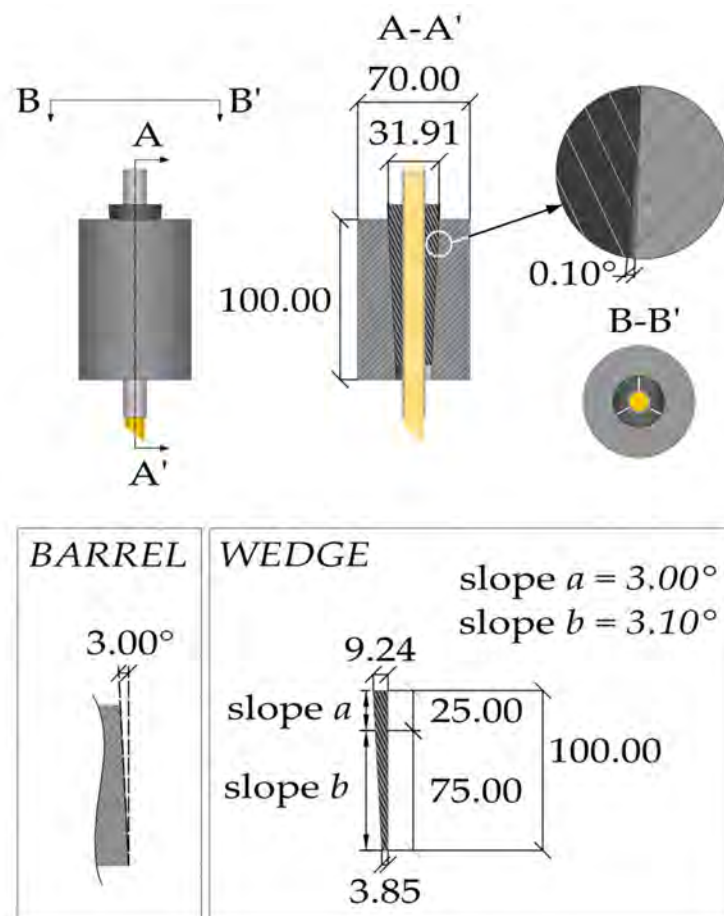 A-A'
70.00
B
B'
A
31.91
100.00
0.10°
B-B'
A'
BARREL
3.00°
WEDGE
slope a = 3.00°
slope b = 3.10°
9.24
slope a
25.00
100.00
slope b
75.00
3.85